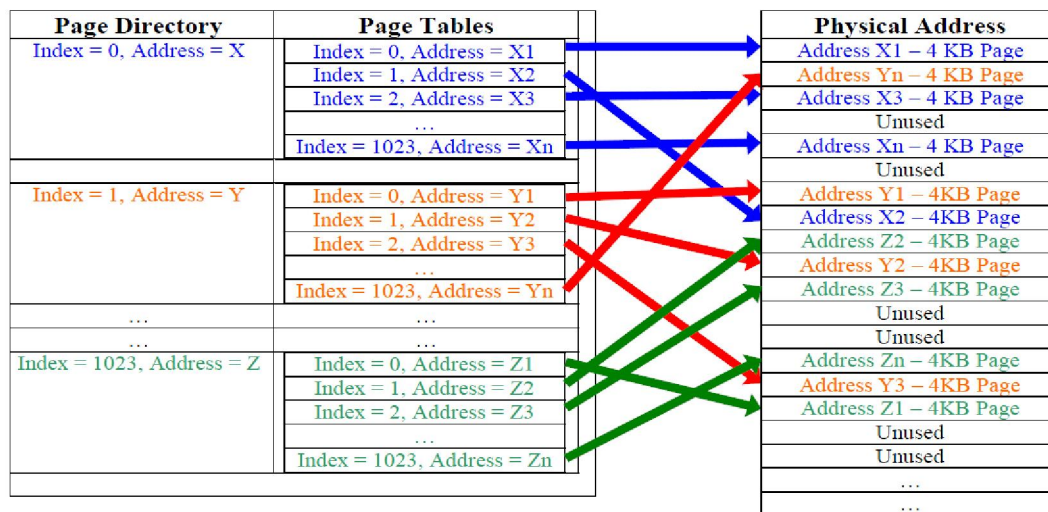 Page Directory
Page Tables
Index = 0, Address = X
Index = 0, Address = X1
Index = 1, Address = X2
Index = 2, Address = X3
…
Index = 1023, Address = Xn
Index = 1, Address = Y
Index = 0, Address = Y1
Index = 1, Address = Y2
Index = 2, Address = Y3
…
Index = 1023, Address = Yn
…
…
…
…
Index = 1023, Address = Z
Index = 0, Address = Z1
Index = 1, Address = Z2
Index = 2, Address = Z3
…
Index = 1023, Address = Zn
Physical Address
Address X1 – 4 KB Page
Address Yn – 4 KB Page
Address X3 – 4 KB Page
Unused
Address Xn – 4 KB Page
Unused
Address Y1 – 4KB Page
Address X2 – 4KB Page
Address Z2 – 4KB Page
Address Y2 – 4KB Page
Address Z3 – 4KB Page
Unused
Unused
Address Zn – 4KB Page
Address Y3 – 4KB Page
Address Z1 – 4KB Page
Unused
Unused
…
…